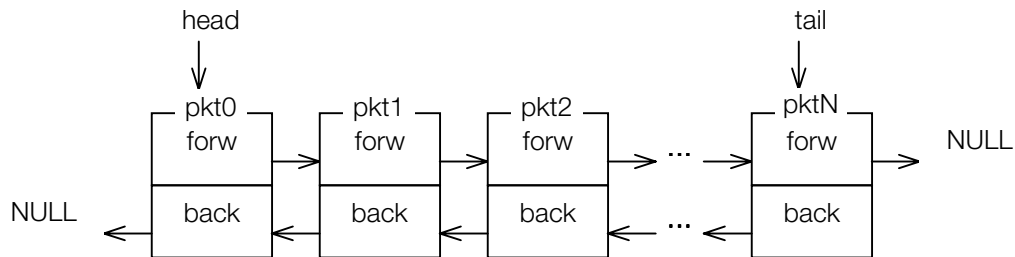 head tail
pkt0 pkt1 pkt2 pktN
forw forw forw ... forw NULL
NULL back back back ... back